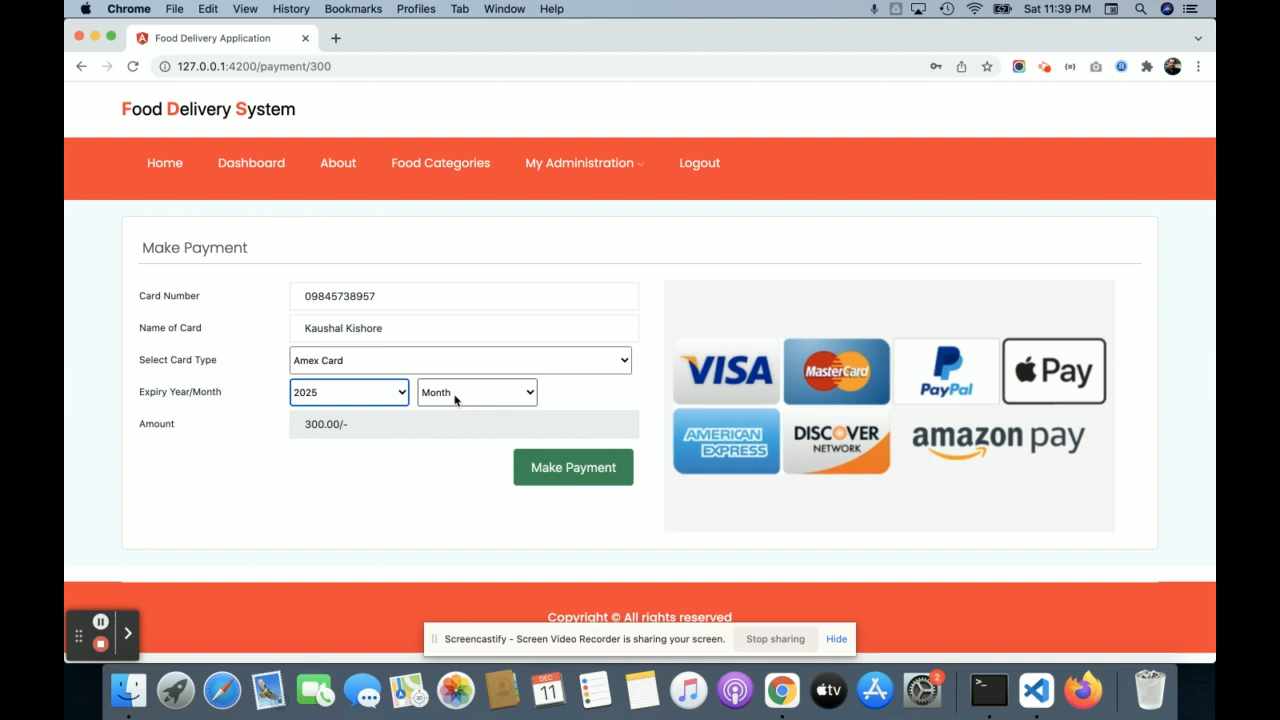 Chrome File Edit View History Bookmarks Profiles Tab Window Help Sat 11:39 PM
Food Delivery Application
127.0.0.1:4200/payment/300
Food Delivery System
Home Dashboard About Food Categories My Administration Logout
Make Payment
Card Number 09845738957
Name of Card Kaushal Kishore
Select Card Type Amex Card
Expiry Year/Month 2025 Month
Amount 300.00/-
Make Payment
VISA MasterCard PayPal Pay
AMERICAN EXPRESS DISCOVER NETWORK amazon pay
Copyright © All rights reserved
Screencastify - Screen Video Recorder is sharing your screen. Stop sharing Hide
DEC
11
tv
2